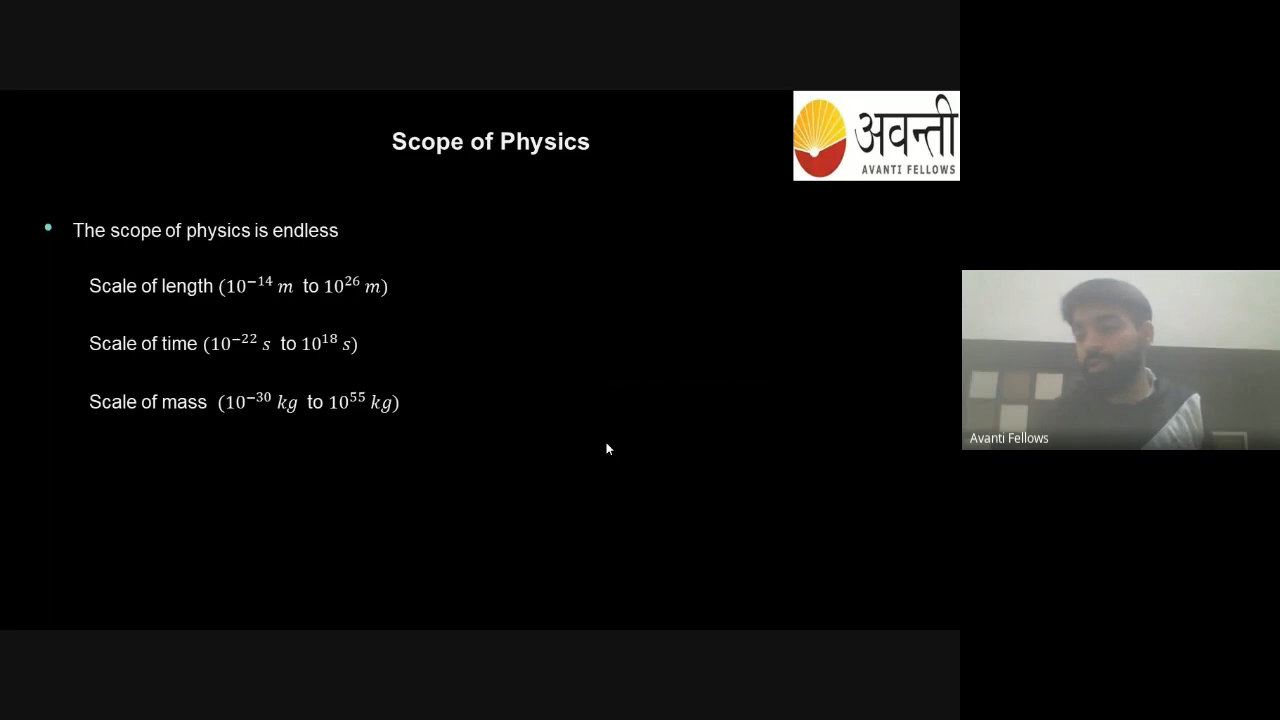 Scope of Physics
अवन्ती
AVANTI FELLOWS
• The scope of physics is endless
Scale of length (10⁻¹⁴ m to 10²⁶ m)
Scale of time (10⁻²² s to 10¹⁸ s)
Scale of mass (10⁻³⁰ kg to 10⁵⁵ kg)
Avanti Fellows